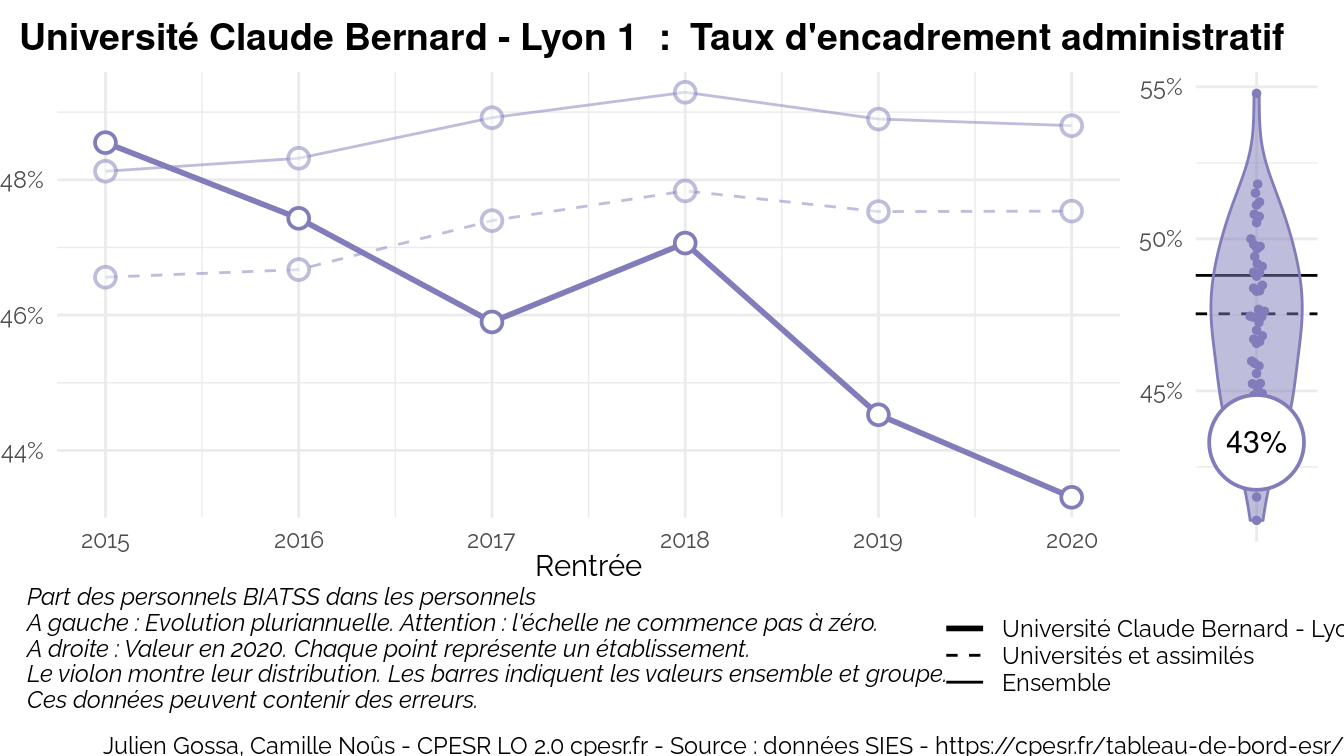 Université Claude Bernard - Lyon 1 : Taux d'encadrement administratif
48%
46%
44%
2015 2016 2017 2018 2019 2020
Rentrée
55%
50%
45%
43%
Part des personnels BIATSS dans les personnels
A gauche : Evolution pluriannuelle. Attention : l'échelle ne commence pas à zéro.
A droite : Valeur en 2020. Chaque point représente un établissement.
Le violon montre leur distribution. Les barres indiquent les valeurs ensemble et groupe.
Ces données peuvent contenir des erreurs.
Université Claude Bernard - Lyo
Universités et assimilés
Ensemble
Julien Gossa, Camille Noûs - CPESR LO 2.0 cpesr.fr - Source : données SIES - https://cpesr.fr/tableau-de-bord-esr/